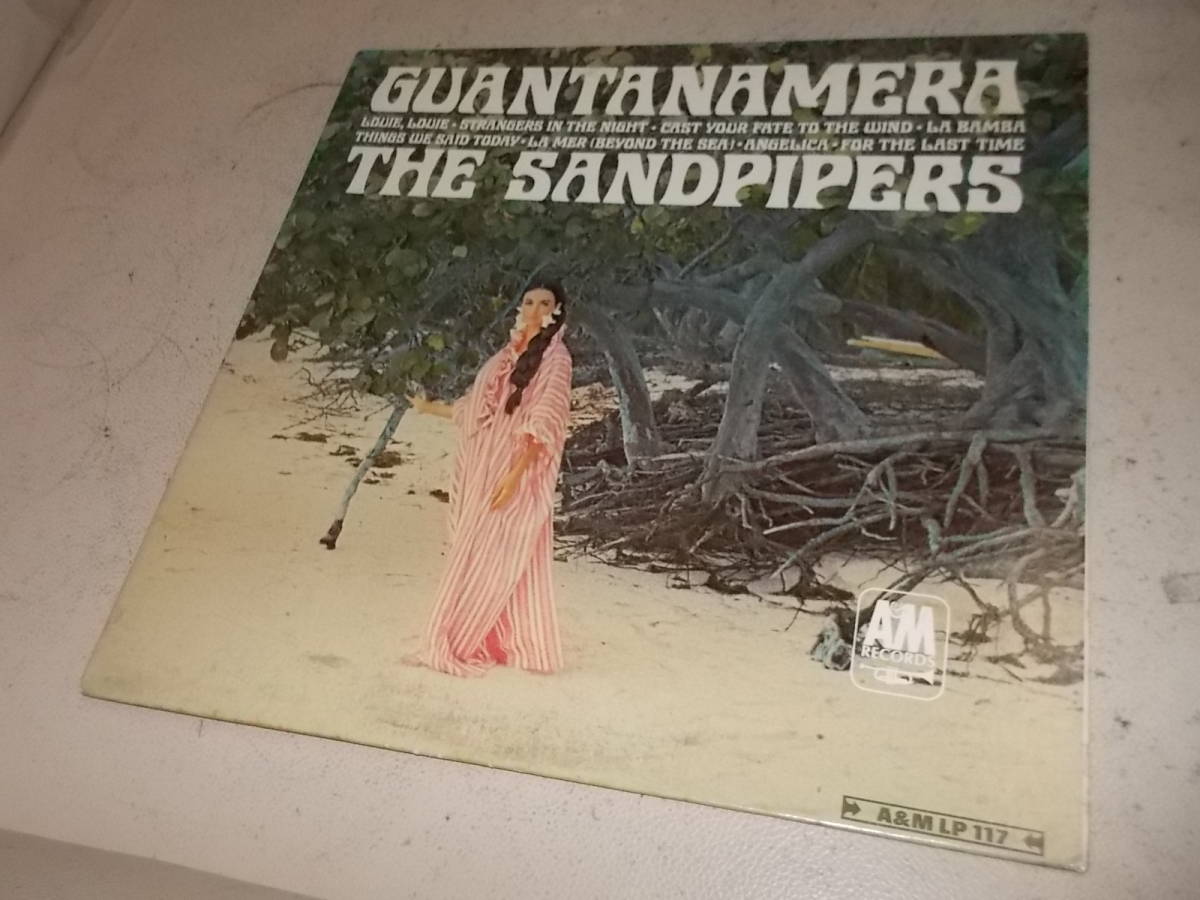 GUANTANAMERA
LOUIE, LOUIE • STRANGERS IN THE NIGHT • CAST YOUR FATE TO THE WIND • LA BAMBA
THINGS WE SAID TODAY • LA MER (BEYOND THE SEA) • ANGELICA • FOR THE LAST TIME
THE SANDPIPERS
A&M
RECORDS
A&M LP 117